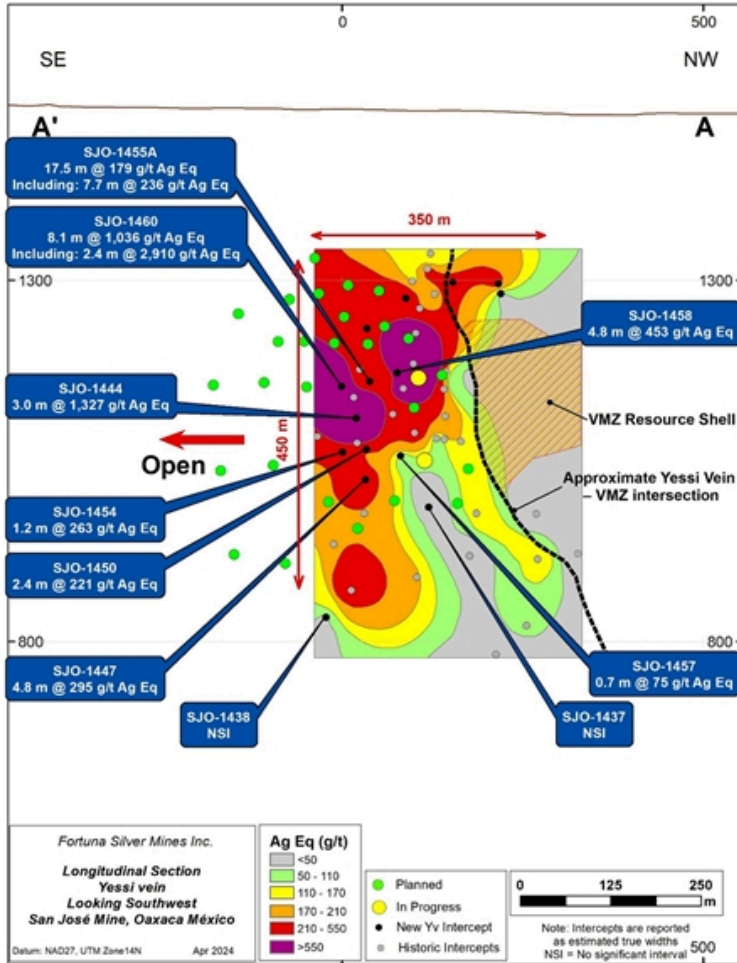 0
500
SE
NW
A'
A
SJO-1455A
17.5 m @ 179 g/t Ag Eq
Including: 7.7 m @ 236 g/t Ag Eq
350 m
SJO-1460
8.1 m @ 1,036 g/t Ag Eq
Including: 2.4 m @ 2,910 g/t Ag Eq
1300
1300
SJO-1458
4.8 m @ 453 g/t Ag Eq
SJO-1444
3.0 m @ 1,327 g/t Ag Eq
VMZ Resource Shell
450 m
Open
Approximate Yessi Vein
– VMZ intersection
SJO-1454
1.2 m @ 263 g/t Ag Eq
SJO-1450
2.4 m @ 221 g/t Ag Eq
800
800
SJO-1447
4.8 m @ 295 g/t Ag Eq
SJO-1457
0.7 m @ 75 g/t Ag Eq
SJO-1438
NSI
SJO-1437
NSI
Fortuna Silver Mines Inc.
Longitudinal Section
Yessi vein
Looking Southwest
San José Mine, Oaxaca México
Datum: NAD27, UTM Zone14N Apr 2024
Ag Eq (g/t)
<50
50 - 110
110 - 170
170 - 210
210 - 550
>550
Planned
In Progress
New Yv Intercept
Historic Intercepts
0 125 250
m
Note: Intercepts are reported
as estimated true widths
NSI = No significant interval
500